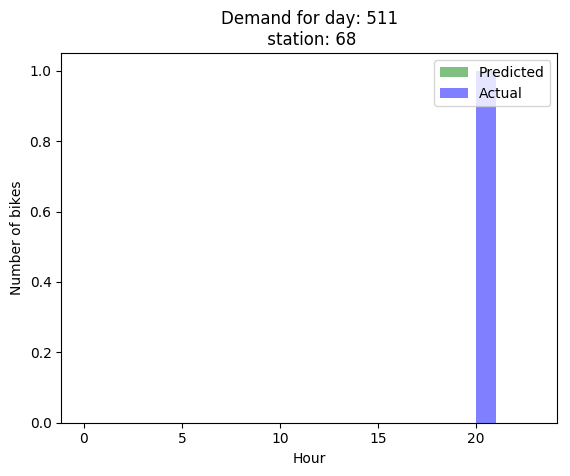 Demand for day: 511
station: 68
Predicted
Actual
Number of bikes
1.0
0.8
0.6
0.4
0.2
0.0
0 5 10 15 20
Hour